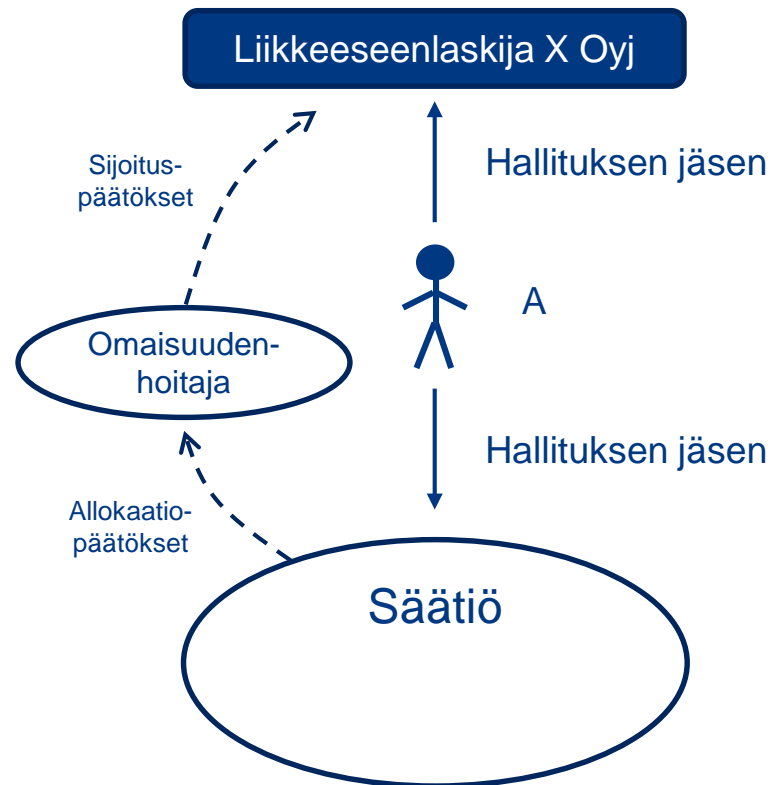 Liikkeeseenlaskija X Oyj
Sijoitus-
päätökset
Hallituksen jäsen
A
Omaisuuden-
hoitaja
Hallituksen jäsen
Allokaatio-
päätökset
Säätiö